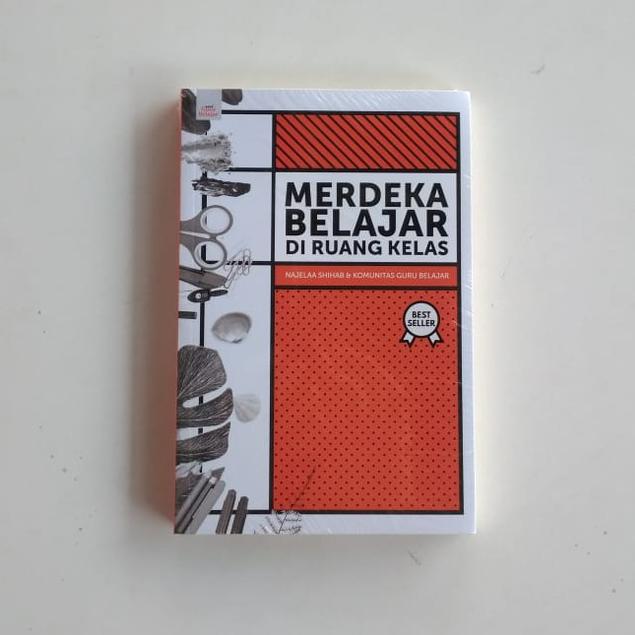 MERDEKA
BELAJAR
DI RUANG KELAS
NAJELAA SHIHAB & KOMUNITAS GURU BELAJAR
BEST
SELLER